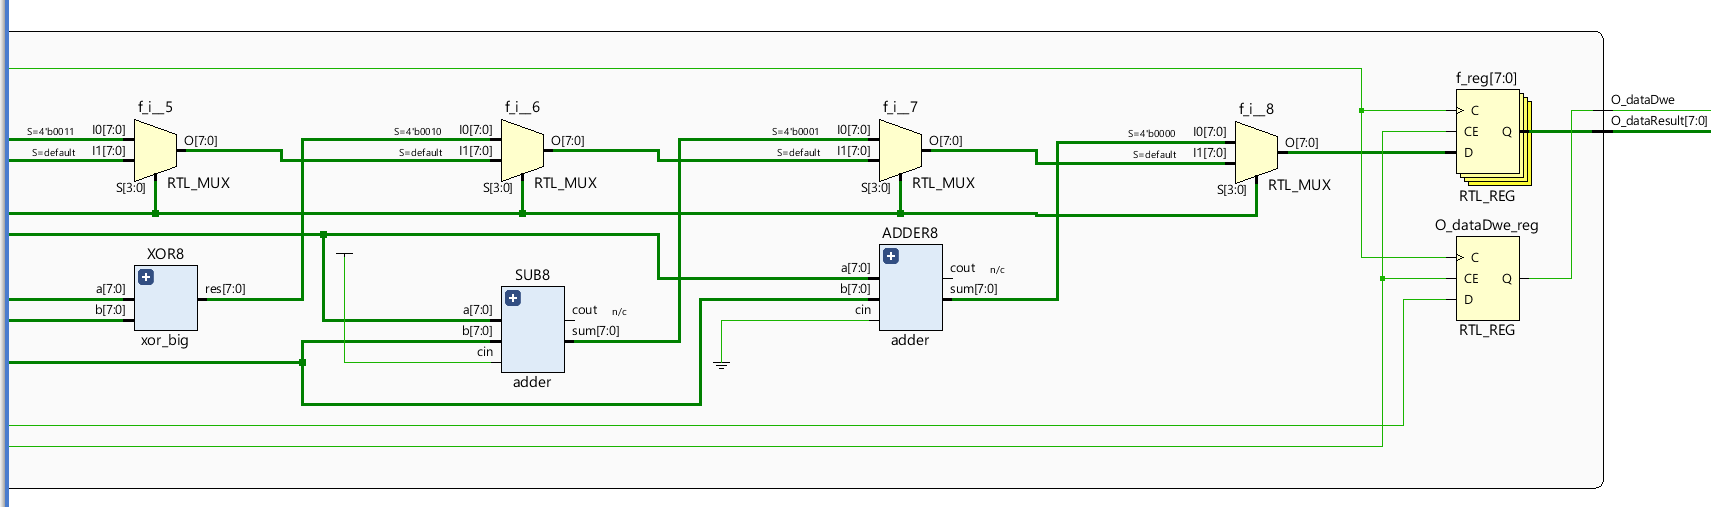 f_reg[7:0]
O_dataDwe
f_i__5
f_i__6
f_i__7
f_i__8
C
O_dataResult[7:0]
S=4'b0011
I0[7:0]
O[7:0]
S=4'b0010
I0[7:0]
O[7:0]
S=4'b0001
I0[7:0]
O[7:0]
S=4'b0000
I0[7:0]
O[7:0]
CE
Q
S=default
I1[7:0]
S=default
I1[7:0]
S=default
I1[7:0]
S=default
I1[7:0]
D
S[3:0]
RTL_MUX
S[3:0]
RTL_MUX
S[3:0]
RTL_MUX
S[3:0]
RTL_MUX
RTL_REG
O_dataDwe_reg
ADDER8
XOR8
C
SUB8
a[7:0]
cout
n/c
CE
Q
a[7:0]
res[7:0]
b[7:0]
sum[7:0]
D
b[7:0]
a[7:0]
cout
n/c
cin
b[7:0]
sum[7:0]
RTL_REG
xor_big
cin
adder
adder